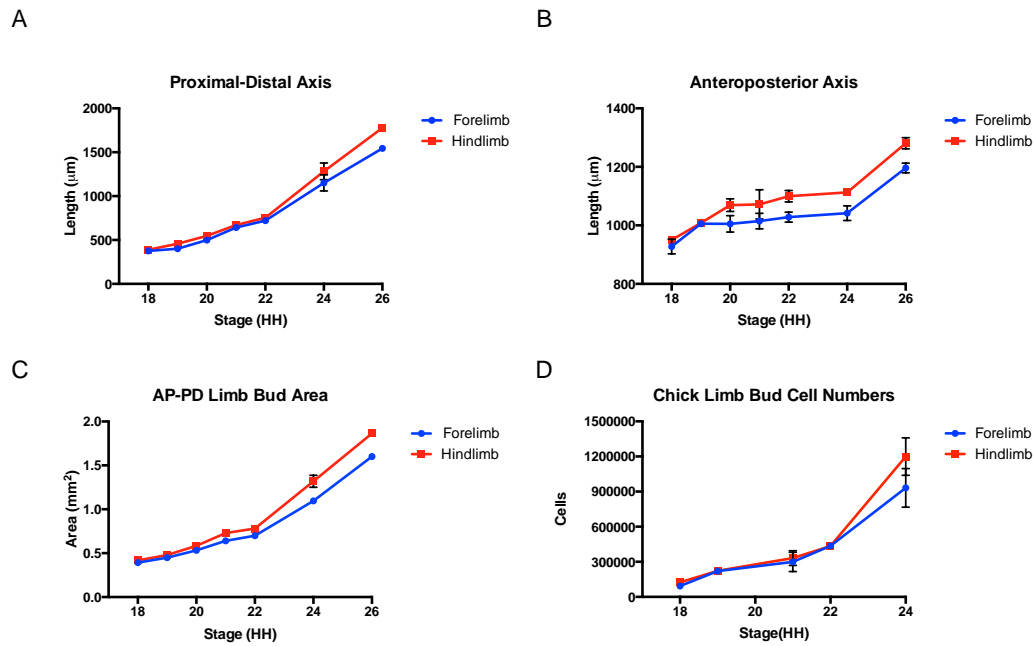 A
Proximal-Distal Axis
2000
1500
1000
500
0
Length (µm)
18 20 22 24 26
Stage (HH)
Forelimb
Hindlimb
B
Anteroposterior Axis
1400
1200
1000
800
Length (µm)
18 20 22 24 26
Stage (HH)
Forelimb
Hindlimb
C
AP-PD Limb Bud Area
2.0
1.5
1.0
0.5
0.0
Area (mm²)
18 20 22 24 26
Stage (HH)
Forelimb
Hindlimb
D
Chick Limb Bud Cell Numbers
1500000
1200000
900000
600000
300000
0
Cells
18 20 22 24
Stage(HH)
Forelimb
Hindlimb